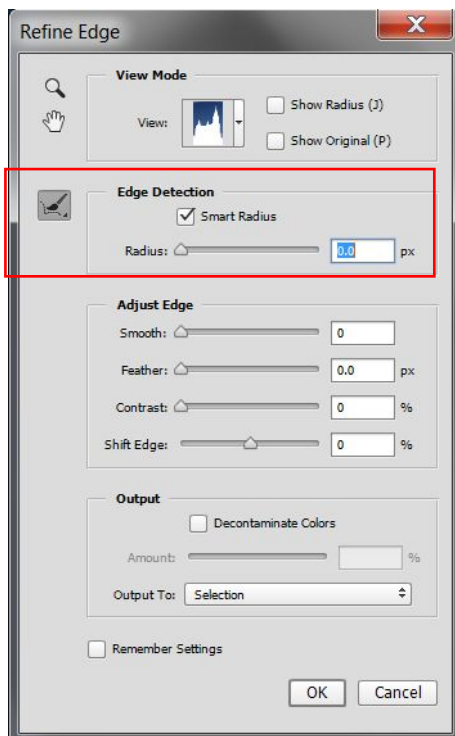 Refine Edge
View Mode
View:
Show Radius (J)
Show Original (P)
Edge Detection
Smart Radius
Radius: 0.0 px
Adjust Edge
Smooth: 0
Feather: 0.0 px
Contrast: 0 %
Shift Edge: 0 %
Output
Decontaminate Colors
Amount: %
Output To: Selection
Remember Settings
OK Cancel